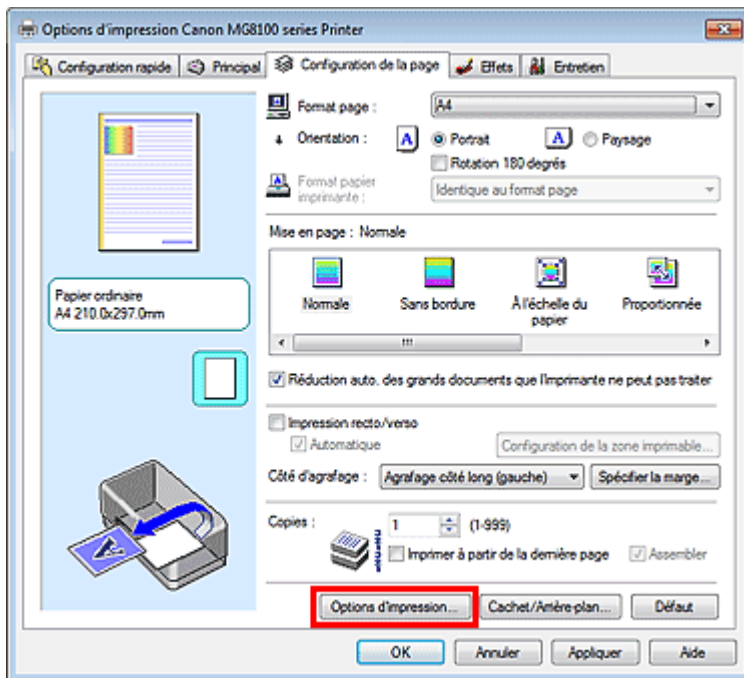 Options d'impression Canon MG8100 series Printer
Configuration rapide Principal Configuration de la page Effets Entretien
Format page : A4
Orientation : A Portrait A Paysage
Rotation 180 degrés
Format papier imprimante : Identique au format page
Mise en page : Normale
Normale Sans bordure À l'échelle du papier Proportionnée
Papier ordinaire
A4 210.0x297.0mm
Réduction auto. des grands documents que l'imprimante ne peut pas traiter
Impression recto/verso
Automatique Configuration de la zone imprimable...
Côté d'agrafage : Agrafage côté long (gauche) Spécifier la marge...
Copies : 1 (1-999)
Imprimer à partir de la dernière page Assembler
Options d'impression... Cachet/Arrière-plan... Défaut
OK Annuler Appliquer Aide